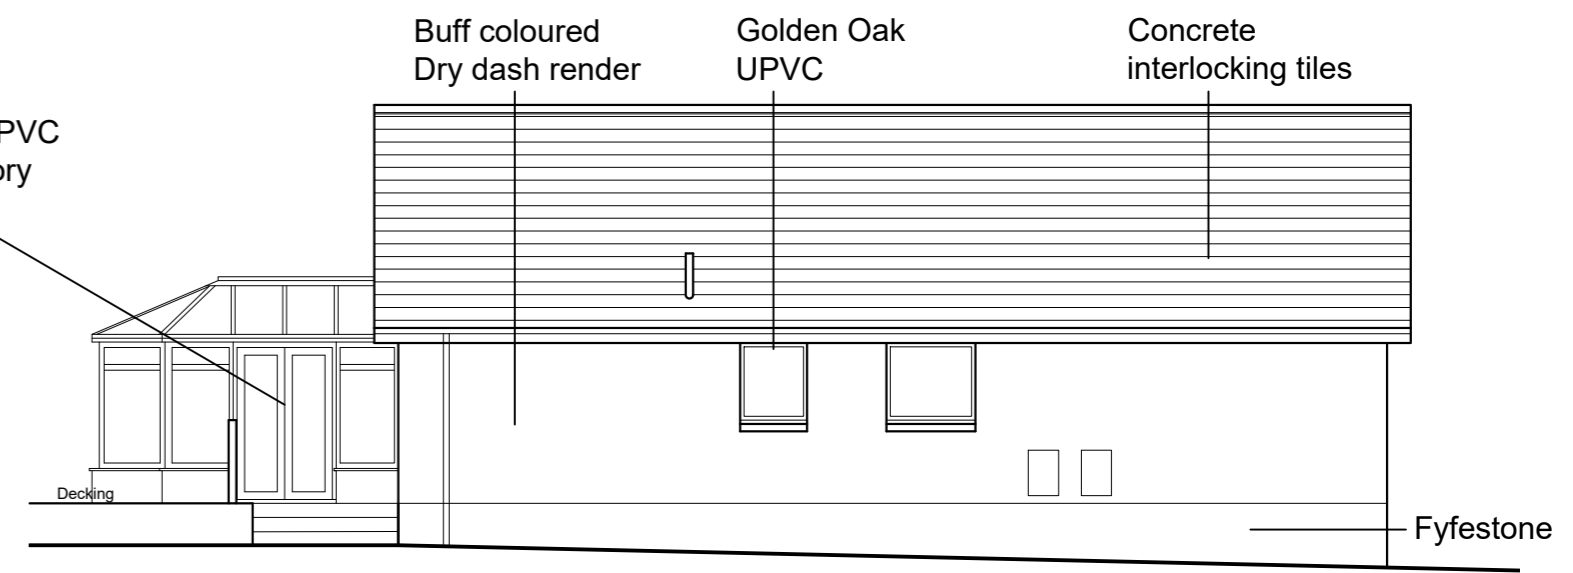 Buff coloured
Dry dash render
Golden Oak
UPVC
Concrete
interlocking tiles
PVC
ory
Decking
Fyfestone